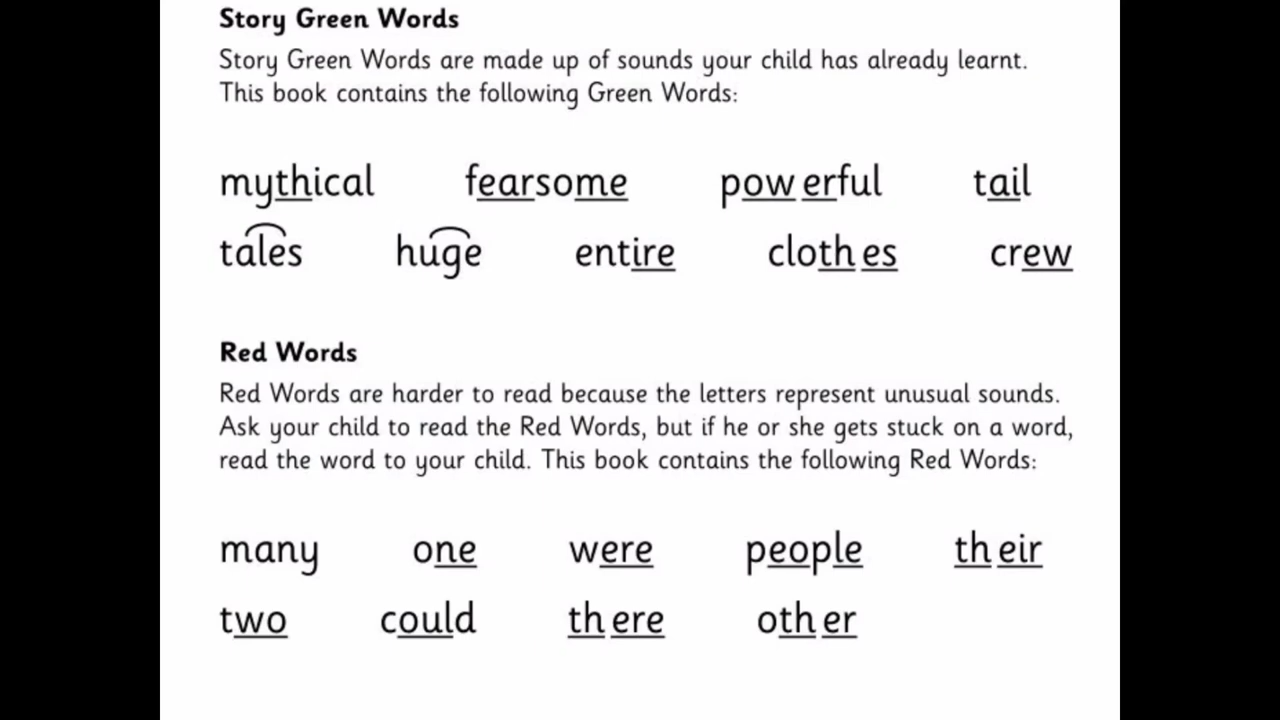 Story Green Words
Story Green Words are made up of sounds your child has already learnt.
This book contains the following Green Words:
mythical fearsome powerful tail
tales huge entire clothes crew
Red Words
Red Words are harder to read because the letters represent unusual sounds.
Ask your child to read the Red Words, but if he or she gets stuck on a word,
read the word to your child. This book contains the following Red Words:
many one were people their
two could there other